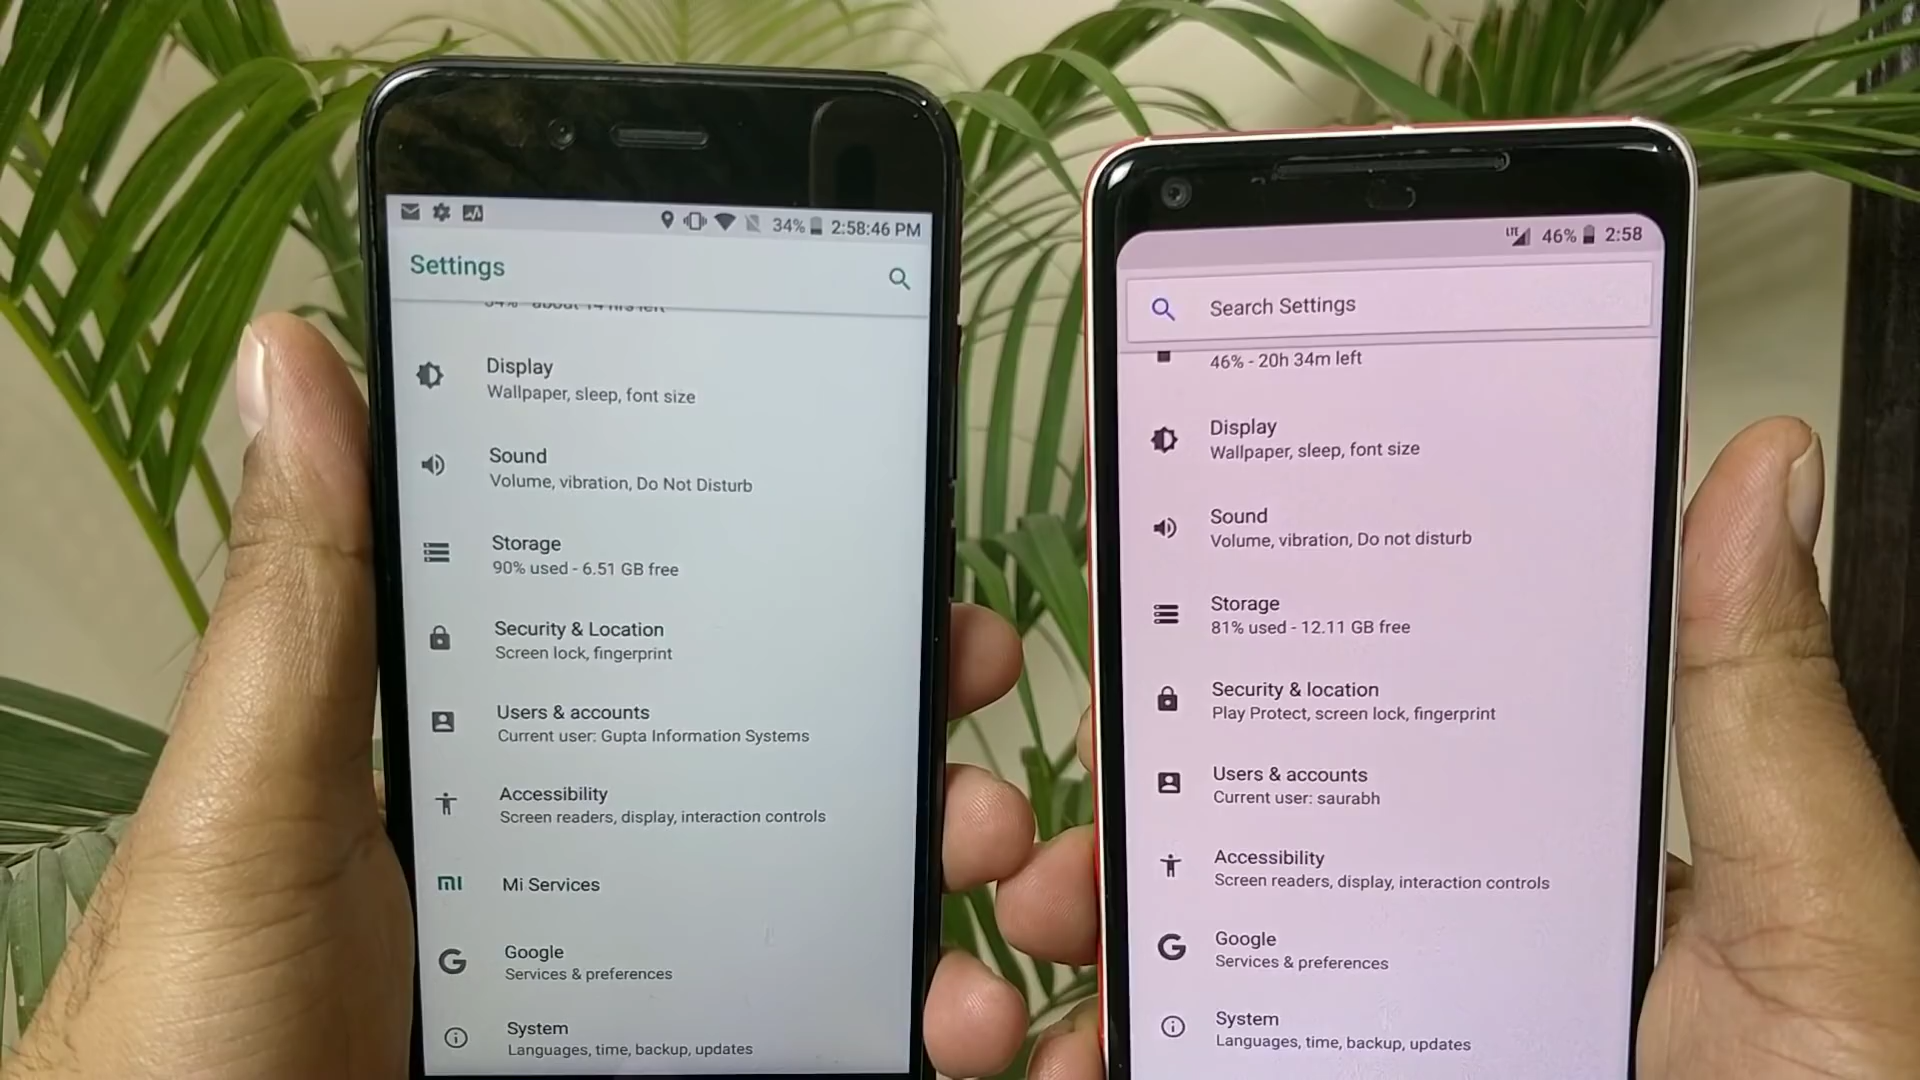 34% 2:58:46 PM
Settings
34% - about 14 hrs left
Display
Wallpaper, sleep, font size
Sound
Volume, vibration, Do Not Disturb
Storage
90% used - 6.51 GB free
Security & Location
Screen lock, fingerprint
Users & accounts
Current user: Gupta Information Systems
Accessibility
Screen readers, display, interaction controls
Mi Services
Google
Services & preferences
System
Languages, time, backup, updates
LTE 46% 2:58
Search Settings
46% - 20h 34m left
Display
Wallpaper, sleep, font size
Sound
Volume, vibration, Do not disturb
Storage
81% used - 12.11 GB free
Security & location
Play Protect, screen lock, fingerprint
Users & accounts
Current user: saurabh
Accessibility
Screen readers, display, interaction controls
Google
Services & preferences
System
Languages, time, backup, updates